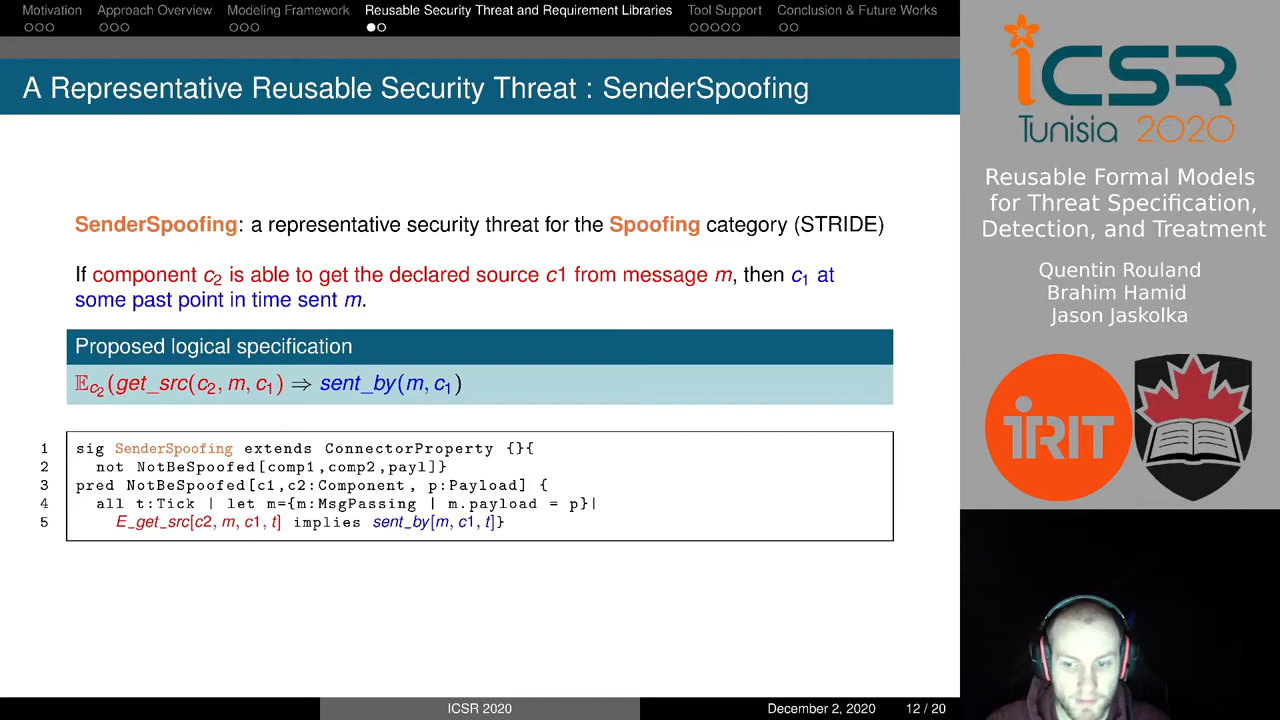 Motivation Approach Overview Modeling Framework Reusable Security Threat and Requirement Libraries Tool Support Conclusion & Future Works
A Representative Reusable Security Threat : SenderSpoofing
SenderSpoofing: a representative security threat for the Spoofing category (STRIDE)
If component c₂ is able to get the declared source c1 from message m, then c₁ at
some past point in time sent m.
Proposed logical specification
𝔼c₂(get_src(c₂, m, c₁) ⇒ sent_by(m, c₁)
1 sig SenderSpoofing extends ConnectorProperty {}{
2 not NotBeSpoofed[comp1,comp2,payl]}
3 pred NotBeSpoofed[c1,c2:Component, p:Payload] {
4 all t:Tick | let m={m:MsgPassing | m.payload = p}|
5 E_get_src[c2, m, c1, t] implies sent_by[m, c1, t]}
ICSR 2020 December 2, 2020 12 / 20
iCSR
Tunisia 2020
Reusable Formal Models
for Threat Specification,
Detection, and Treatment
Quentin Rouland
Brahim Hamid
Jason Jaskolka
IRIT